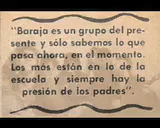 "Baraja es un grupo del pre-
sente y sólo sabemos lo que
pasa ahora, en el momento.
Los más están en lo de la
escuela y siempre hay la
presión de los padres".